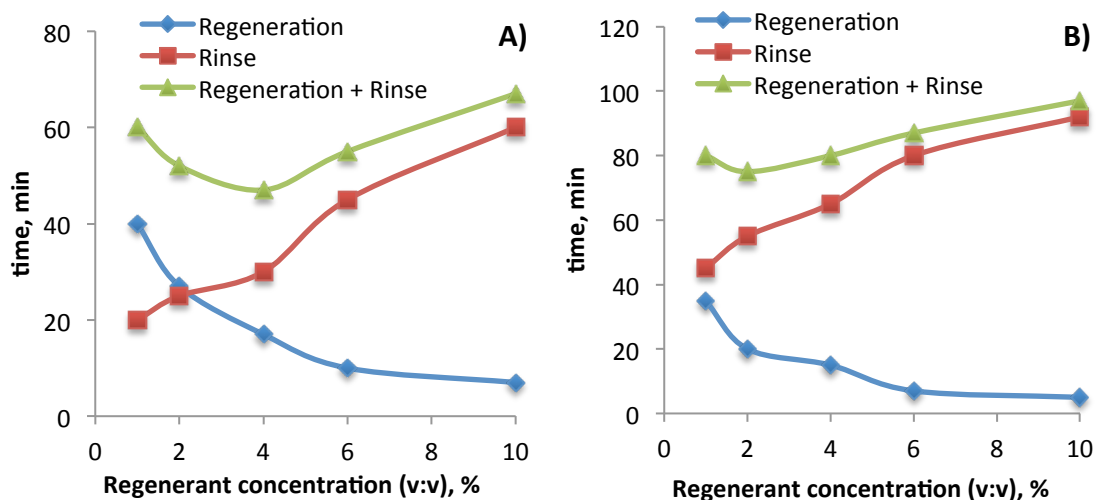 Regeneration
Rinse
Regeneration + Rinse
A)
80
60
40
20
0
time, min
0 2 4 6 8 10
Regenerant concentration (v:v), %
Regeneration
Rinse
Regeneration + Rinse
B)
120
100
80
60
40
20
0
time, min
0 2 4 6 8 10
Regenerant concentration (v:v), %